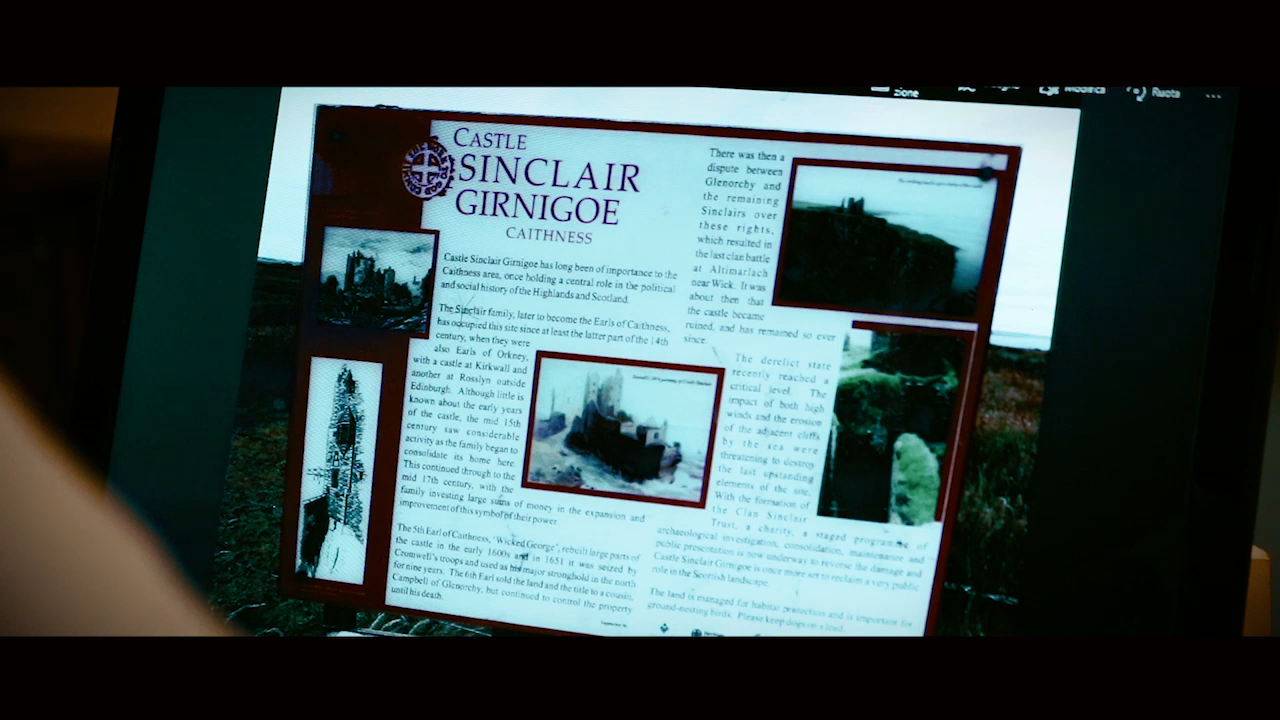 zione
Modifica
Ruota
...
CASTLE
SINCLAIR
GIRNIGOE
CAITHNESS
Castle Sinclair Girnigoe has long been of importance to the
Caithness area, once holding a central role in the political
and social history of the Highlands and Scotland.
The Sinclair family, later to become the Earls of Caithness,
has occupied this site since at least the latter part of the 14th
century, when they were
also Earls of Orkney,
with a castle at Kirkwall and
another at Rosslyn outside
Edinburgh. Although little is
known about the early years
of the castle, the mid 15th
century saw considerable
activity as the family began to
consolidate its home here.
This continued through to the
mid 17th century, with the
family investing large sums of money in the expansion and
improvement of this symbol of their power.
The 5th Earl of Caithness, 'Wicked George', rebuilt large parts of
the castle in the early 1600s and in 1651 it was seized by
Cromwell's troops and used as his major stronghold in the north
for nine years. The 6th Earl sold the land and the title to a cousin,
Campbell of Glenorchy, but continued to control the property
until his death.
There was then a
dispute between
Glenorchy and
the remaining
Sinclairs over
these rights,
which resulted in
the last clan battle
at Altimarlach
near Wick. It was
about then that
the castle became
ruined, and has remained so ever
since.
The derelict state
recently reached a
critical level. The
impact of both high
winds and the erosion
of the adjacent cliffs
by the sea were
threatening to destroy
the last upstanding
elements of the site.
With the formation of
the Clan Sinclair
Trust, a charity, a staged programme of
archaeological investigation, consolidation, maintenance and
public presentation is now underway to reverse the damage and
Castle Sinclair Girnigoe is once more set to reclaim a very public
role in the Scottish landscape.
The land is managed for habitat protection and is important for
ground-nesting birds. Please keep dogs on a lead.